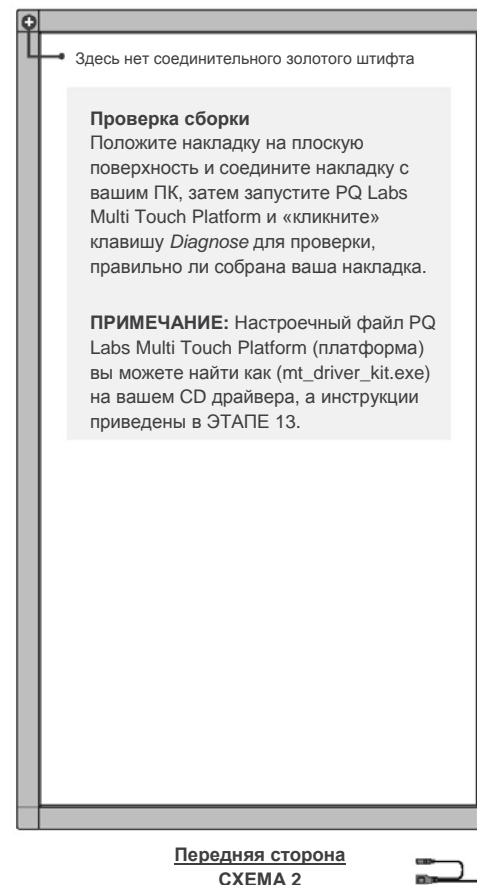 Здесь нет соединительного золотого штифта
Проверка сборки
Положите накладку на плоскую
поверхность и соедините накладку с
вашим ПК, затем запустите PQ Labs
Multi Touch Platform и «кликните»
клавишу Diagnose для проверки,
правильно ли собрана ваша накладка.
ПРИМЕЧАНИЕ: Настроечный файл PQ
Labs Multi Touch Platform (платформа)
вы можете найти как (mt_driver_kit.exe)
на вашем CD драйвера, а инструкции
приведены в ЭТАПЕ 13.
Передняя сторона
СХЕМА 2